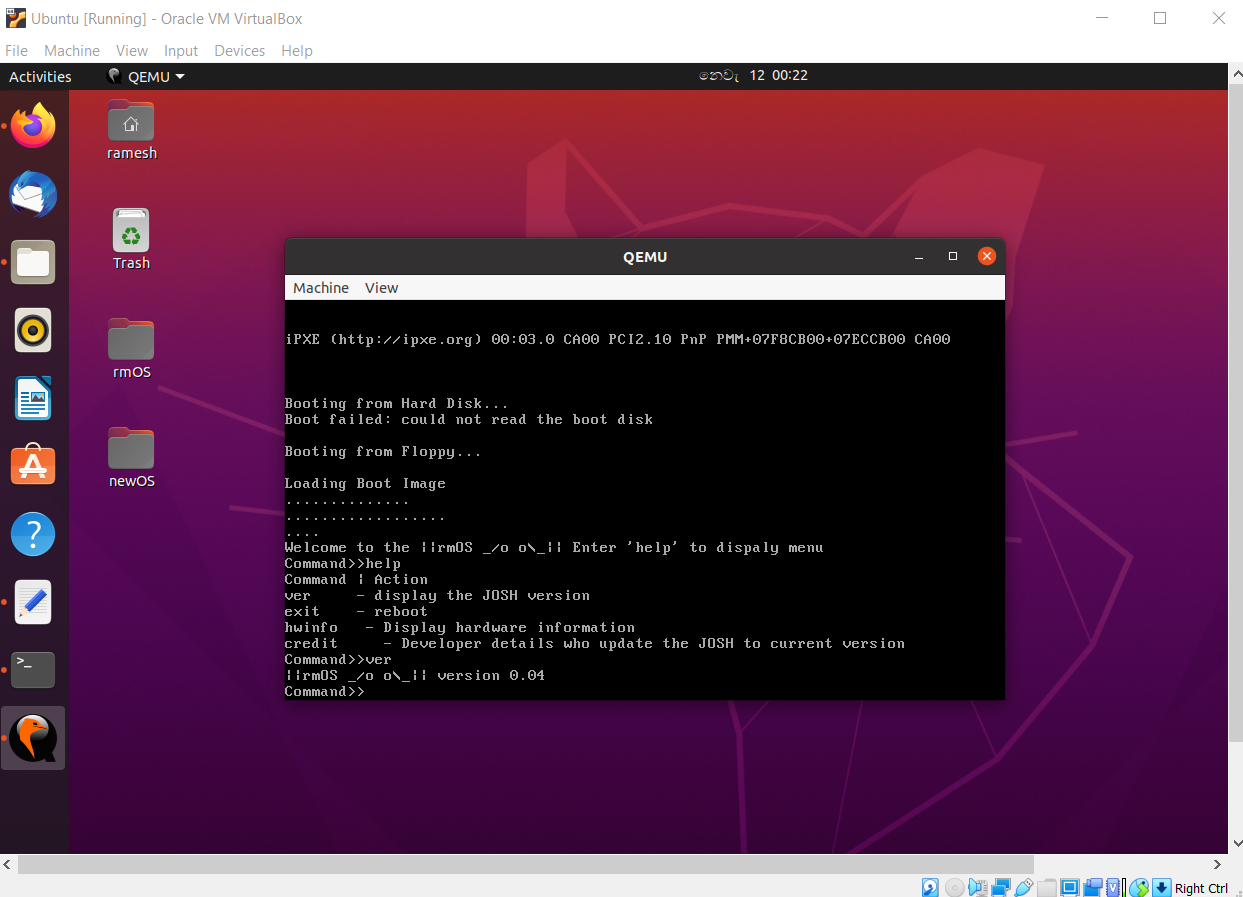 Ubuntu [Running] - Oracle VM VirtualBox
File Machine View Input Devices Help
Activities QEMU නොවැ 12 00:22
ramesh
Trash
rmOS
newOS
QEMU
Machine View
iPXE (http://ipxe.org) 00:03.0 CA00 PCI2.10 PnP PMM+07F8CB00+07ECCB00 CA00
Booting from Hard Disk...
Boot failed: could not read the boot disk
Booting from Floppy...
Loading Boot Image
..............
..................
....
Welcome to the ||rmOS _/o o\_|| Enter 'help' to dispaly menu
Command>>help
Command | Action
ver - display the JOSH version
exit - reboot
hwinfo - Display hardware information
credit - Developer details who update the JOSH to current version
Command>>ver
||rmOS _/o o\_|| version 0.04
Command>>
Right Ctrl